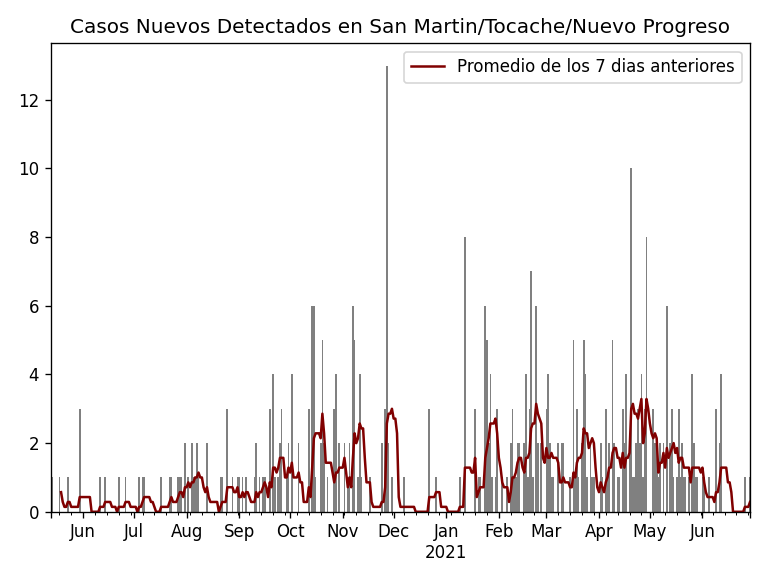 Casos Nuevos Detectados en San Martin/Tocache/Nuevo Progreso
Promedio de los 7 dias anteriores
12
10
8
6
4
2
0
Jun Jul Aug Sep Oct Nov Dec Jan Feb Mar Apr May Jun
2021